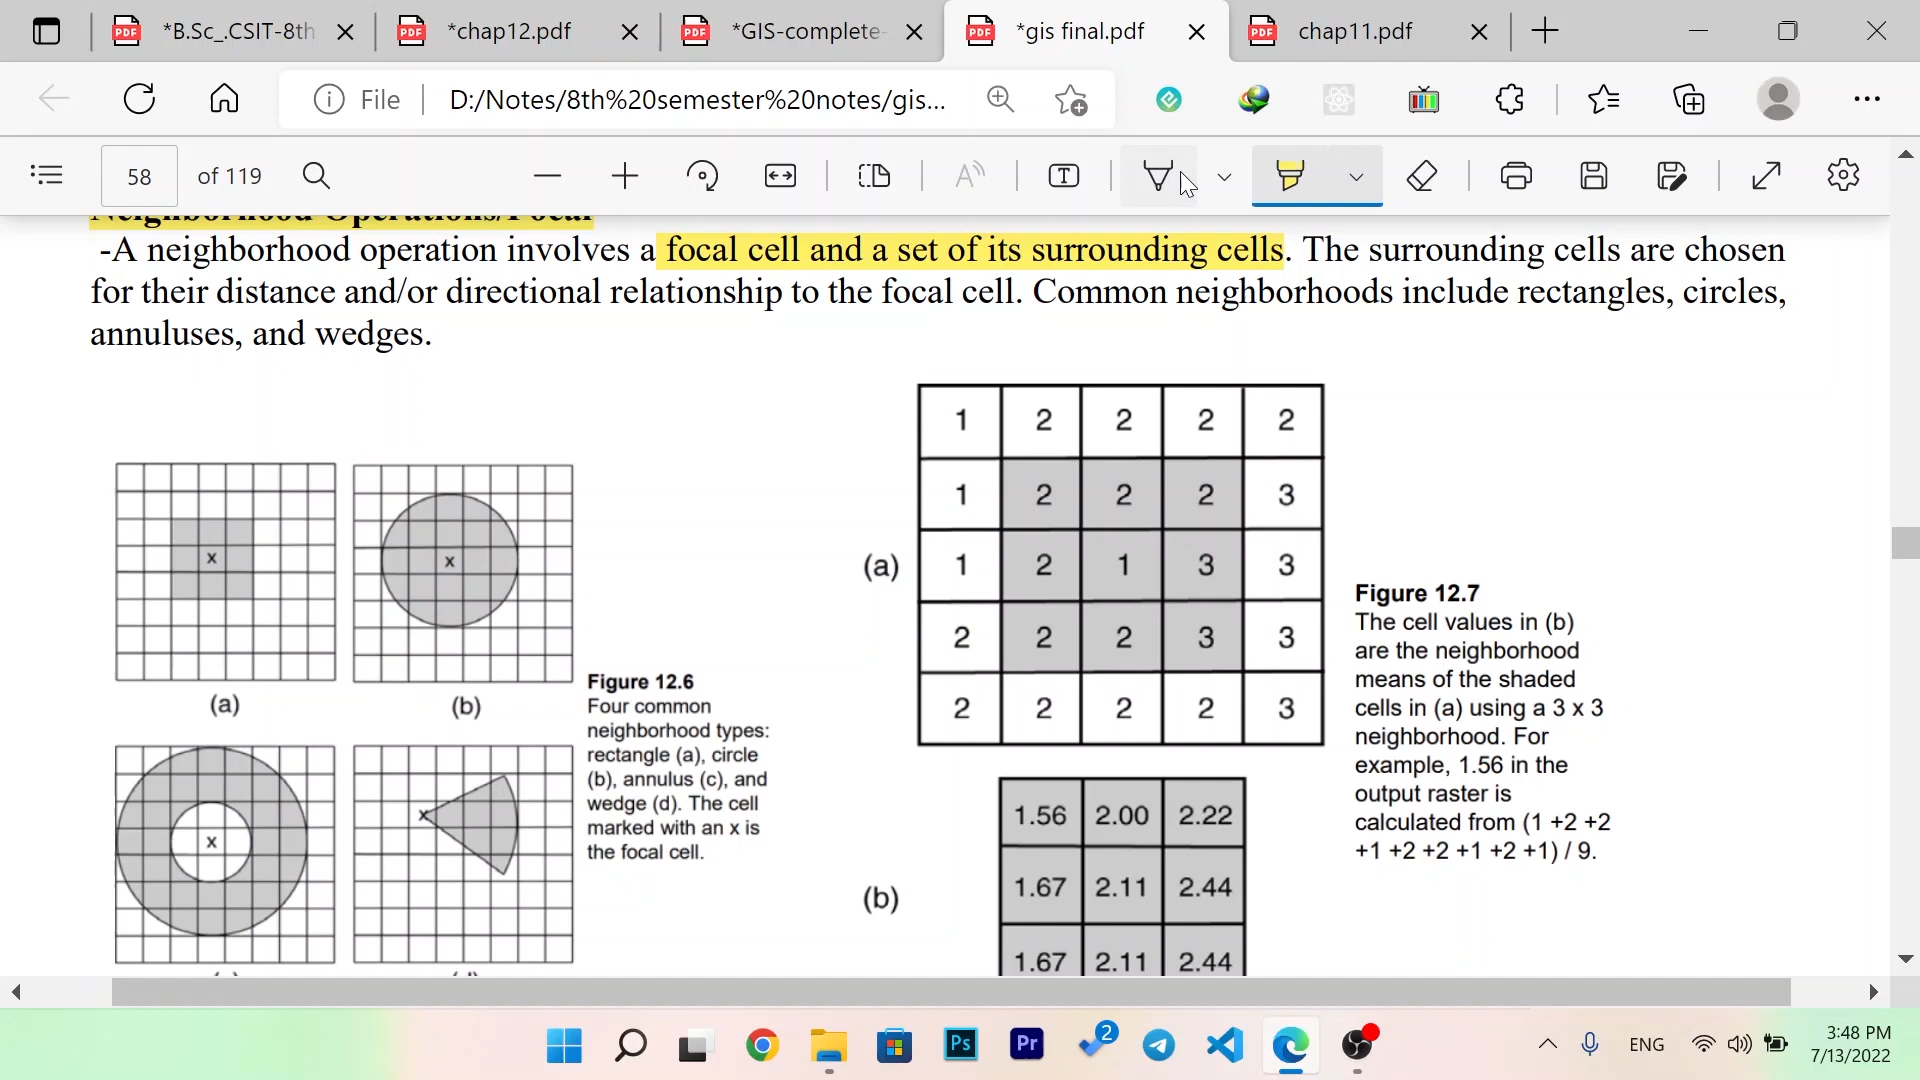 *B.Sc_.CSIT-8th
*chap12.pdf
*GIS-complete-
*gis final.pdf
chap11.pdf
File
D:/Notes/8th%20semester%20notes/gis...
58
of 119
Neighborhood Operations/Focal
-A neighborhood operation involves a focal cell and a set of its surrounding cells. The surrounding cells are chosen
for their distance and/or directional relationship to the focal cell. Common neighborhoods include rectangles, circles,
annuluses, and wedges.
x
(a)
x
(b)
x
x
Figure 12.6
Four common
neighborhood types:
rectangle (a), circle
(b), annulus (c), and
wedge (d). The cell
marked with an x is
the focal cell.
(a)
1 2 2 2 2
1 2 2 2 3
1 2 1 3 3
2 2 2 3 3
2 2 2 2 3
(b)
1.56 2.00 2.22
1.67 2.11 2.44
1.67 2.11 2.44
Figure 12.7
The cell values in (b)
are the neighborhood
means of the shaded
cells in (a) using a 3 x 3
neighborhood. For
example, 1.56 in the
output raster is
calculated from (1 +2 +2
+1 +2 +2 +1 +2 +1) / 9.
Ps
Pr
2
ENG
3:48 PM
7/13/2022